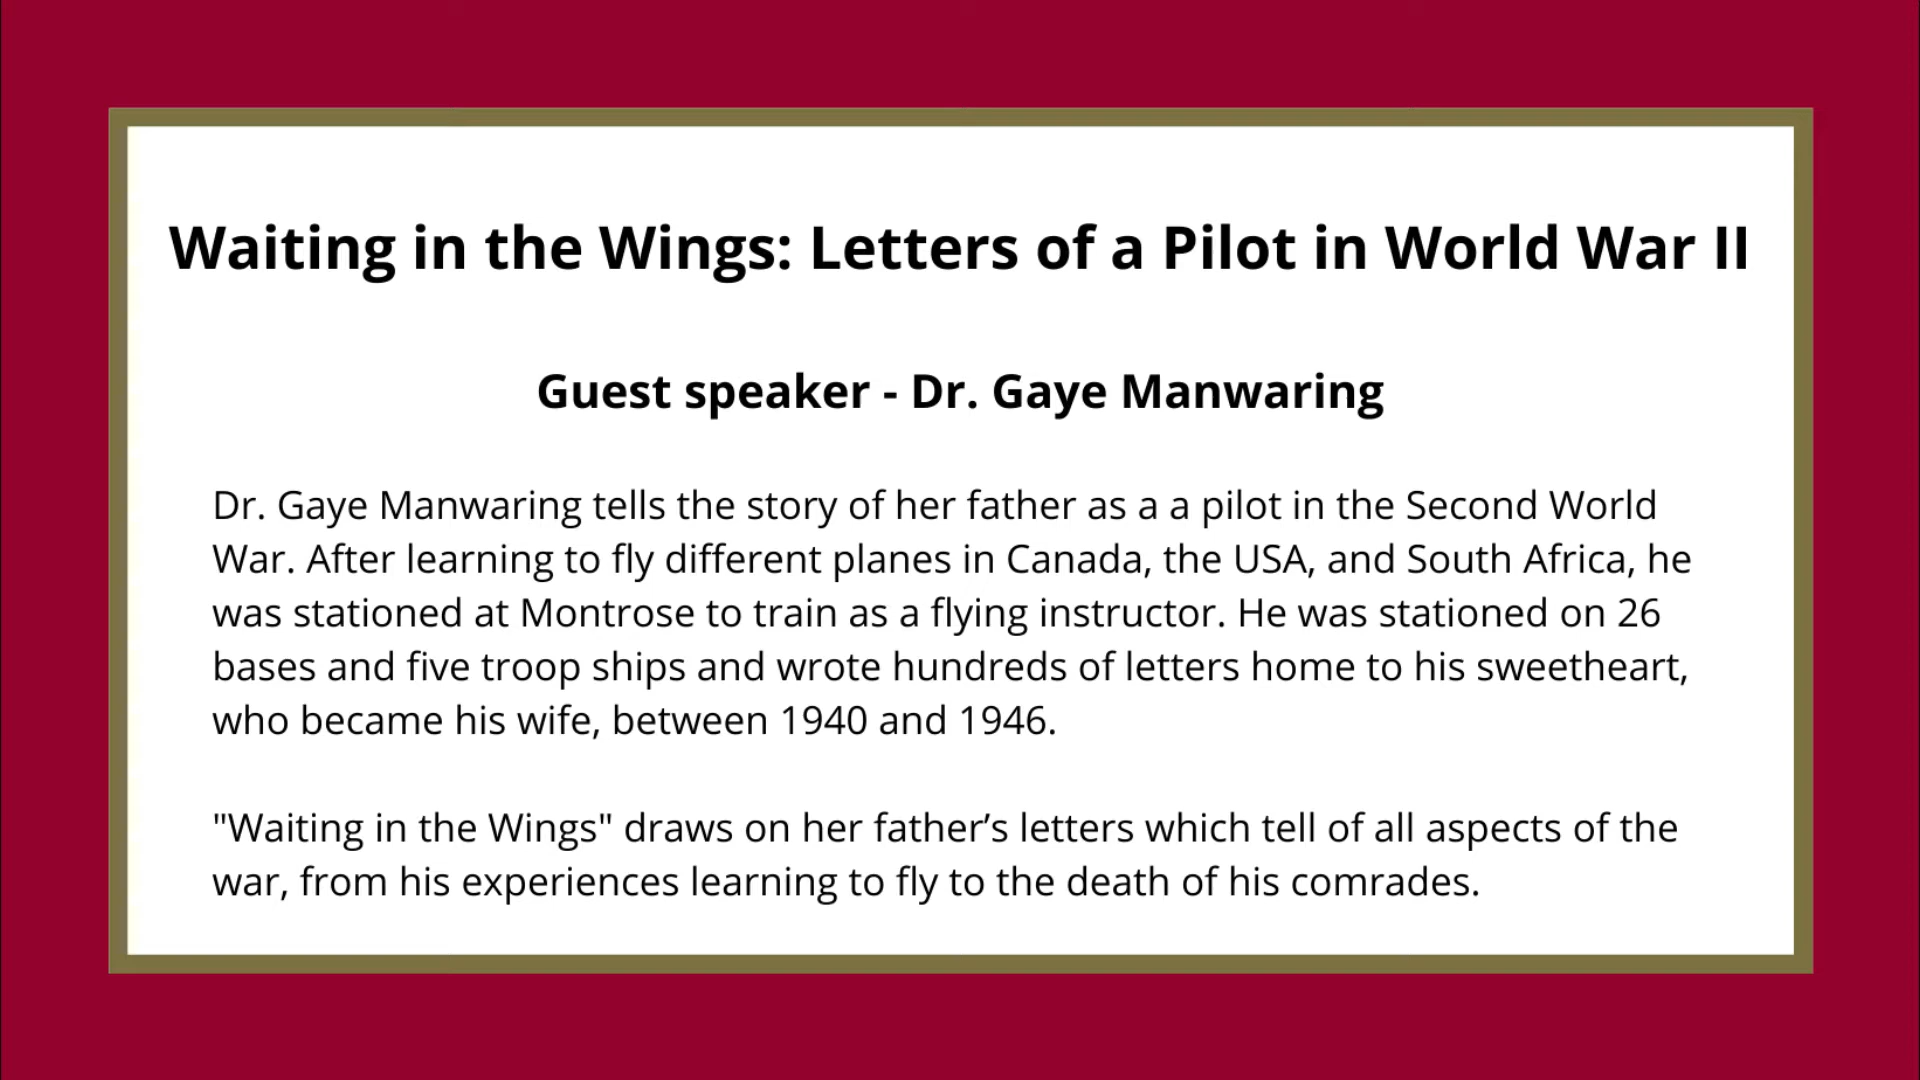 Waiting in the Wings: Letters of a Pilot in World War II
Guest speaker - Dr. Gaye Manwaring
Dr. Gaye Manwaring tells the story of her father as a a pilot in the Second World
War. After learning to fly different planes in Canada, the USA, and South Africa, he
was stationed at Montrose to train as a flying instructor. He was stationed on 26
bases and five troop ships and wrote hundreds of letters home to his sweetheart,
who became his wife, between 1940 and 1946.
"Waiting in the Wings" draws on her father’s letters which tell of all aspects of the
war, from his experiences learning to fly to the death of his comrades.